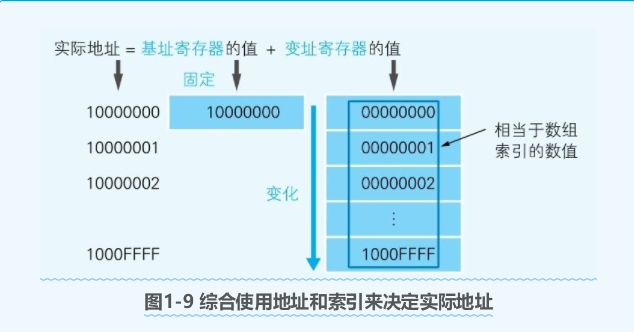 实际地址 = 基址寄存器的值 + 变址寄存器的值
固定
10000000 10000000 00000000
10000001 00000001
相当于数组
索引的数值
10000002 00000002
变化
⋮
1000FFFF 1000FFFF
图1-9 综合使用地址和索引来决定实际地址